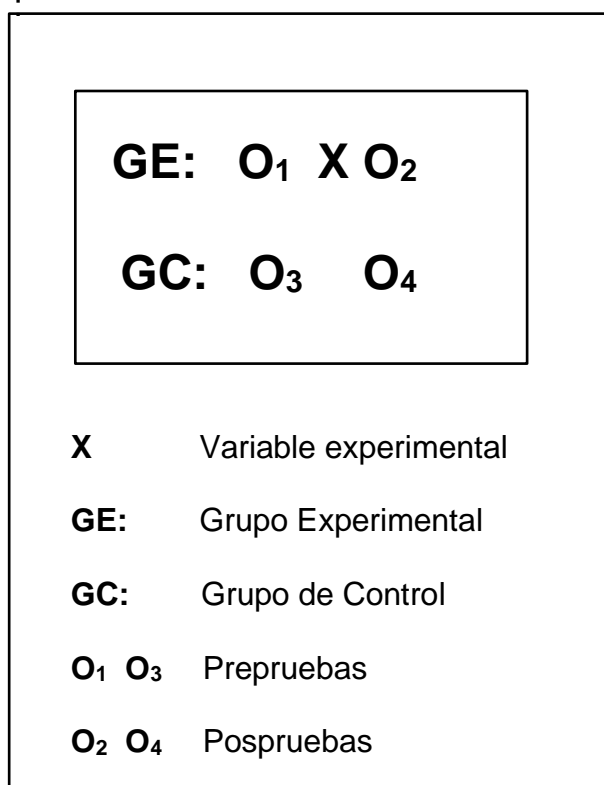 GE: O₁ X O₂
GC: O₃ O₄
X Variable experimental
GE: Grupo Experimental
GC: Grupo de Control
O₁ O₃ Prepruebas
O₂ O₄ Pospruebas